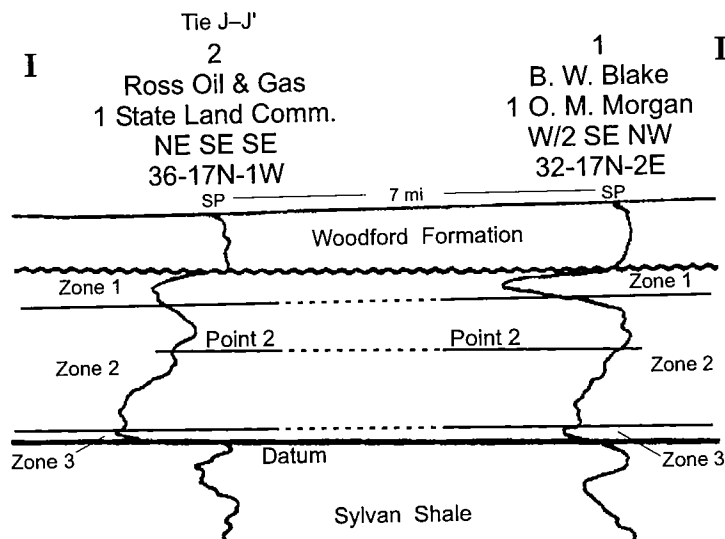 Tie J–J'
I
I
2
Ross Oil & Gas
1 State Land Comm.
NE SE SE
36-17N-1W
1
B. W. Blake
1 O. M. Morgan
W/2 SE NW
32-17N-2E
SP
7 mi
SP
Woodford Formation
Zone 1
Zone 1
Point 2
Point 2
Zone 2
Zone 2
Zone 3
Datum
Zone 3
Sylvan Shale